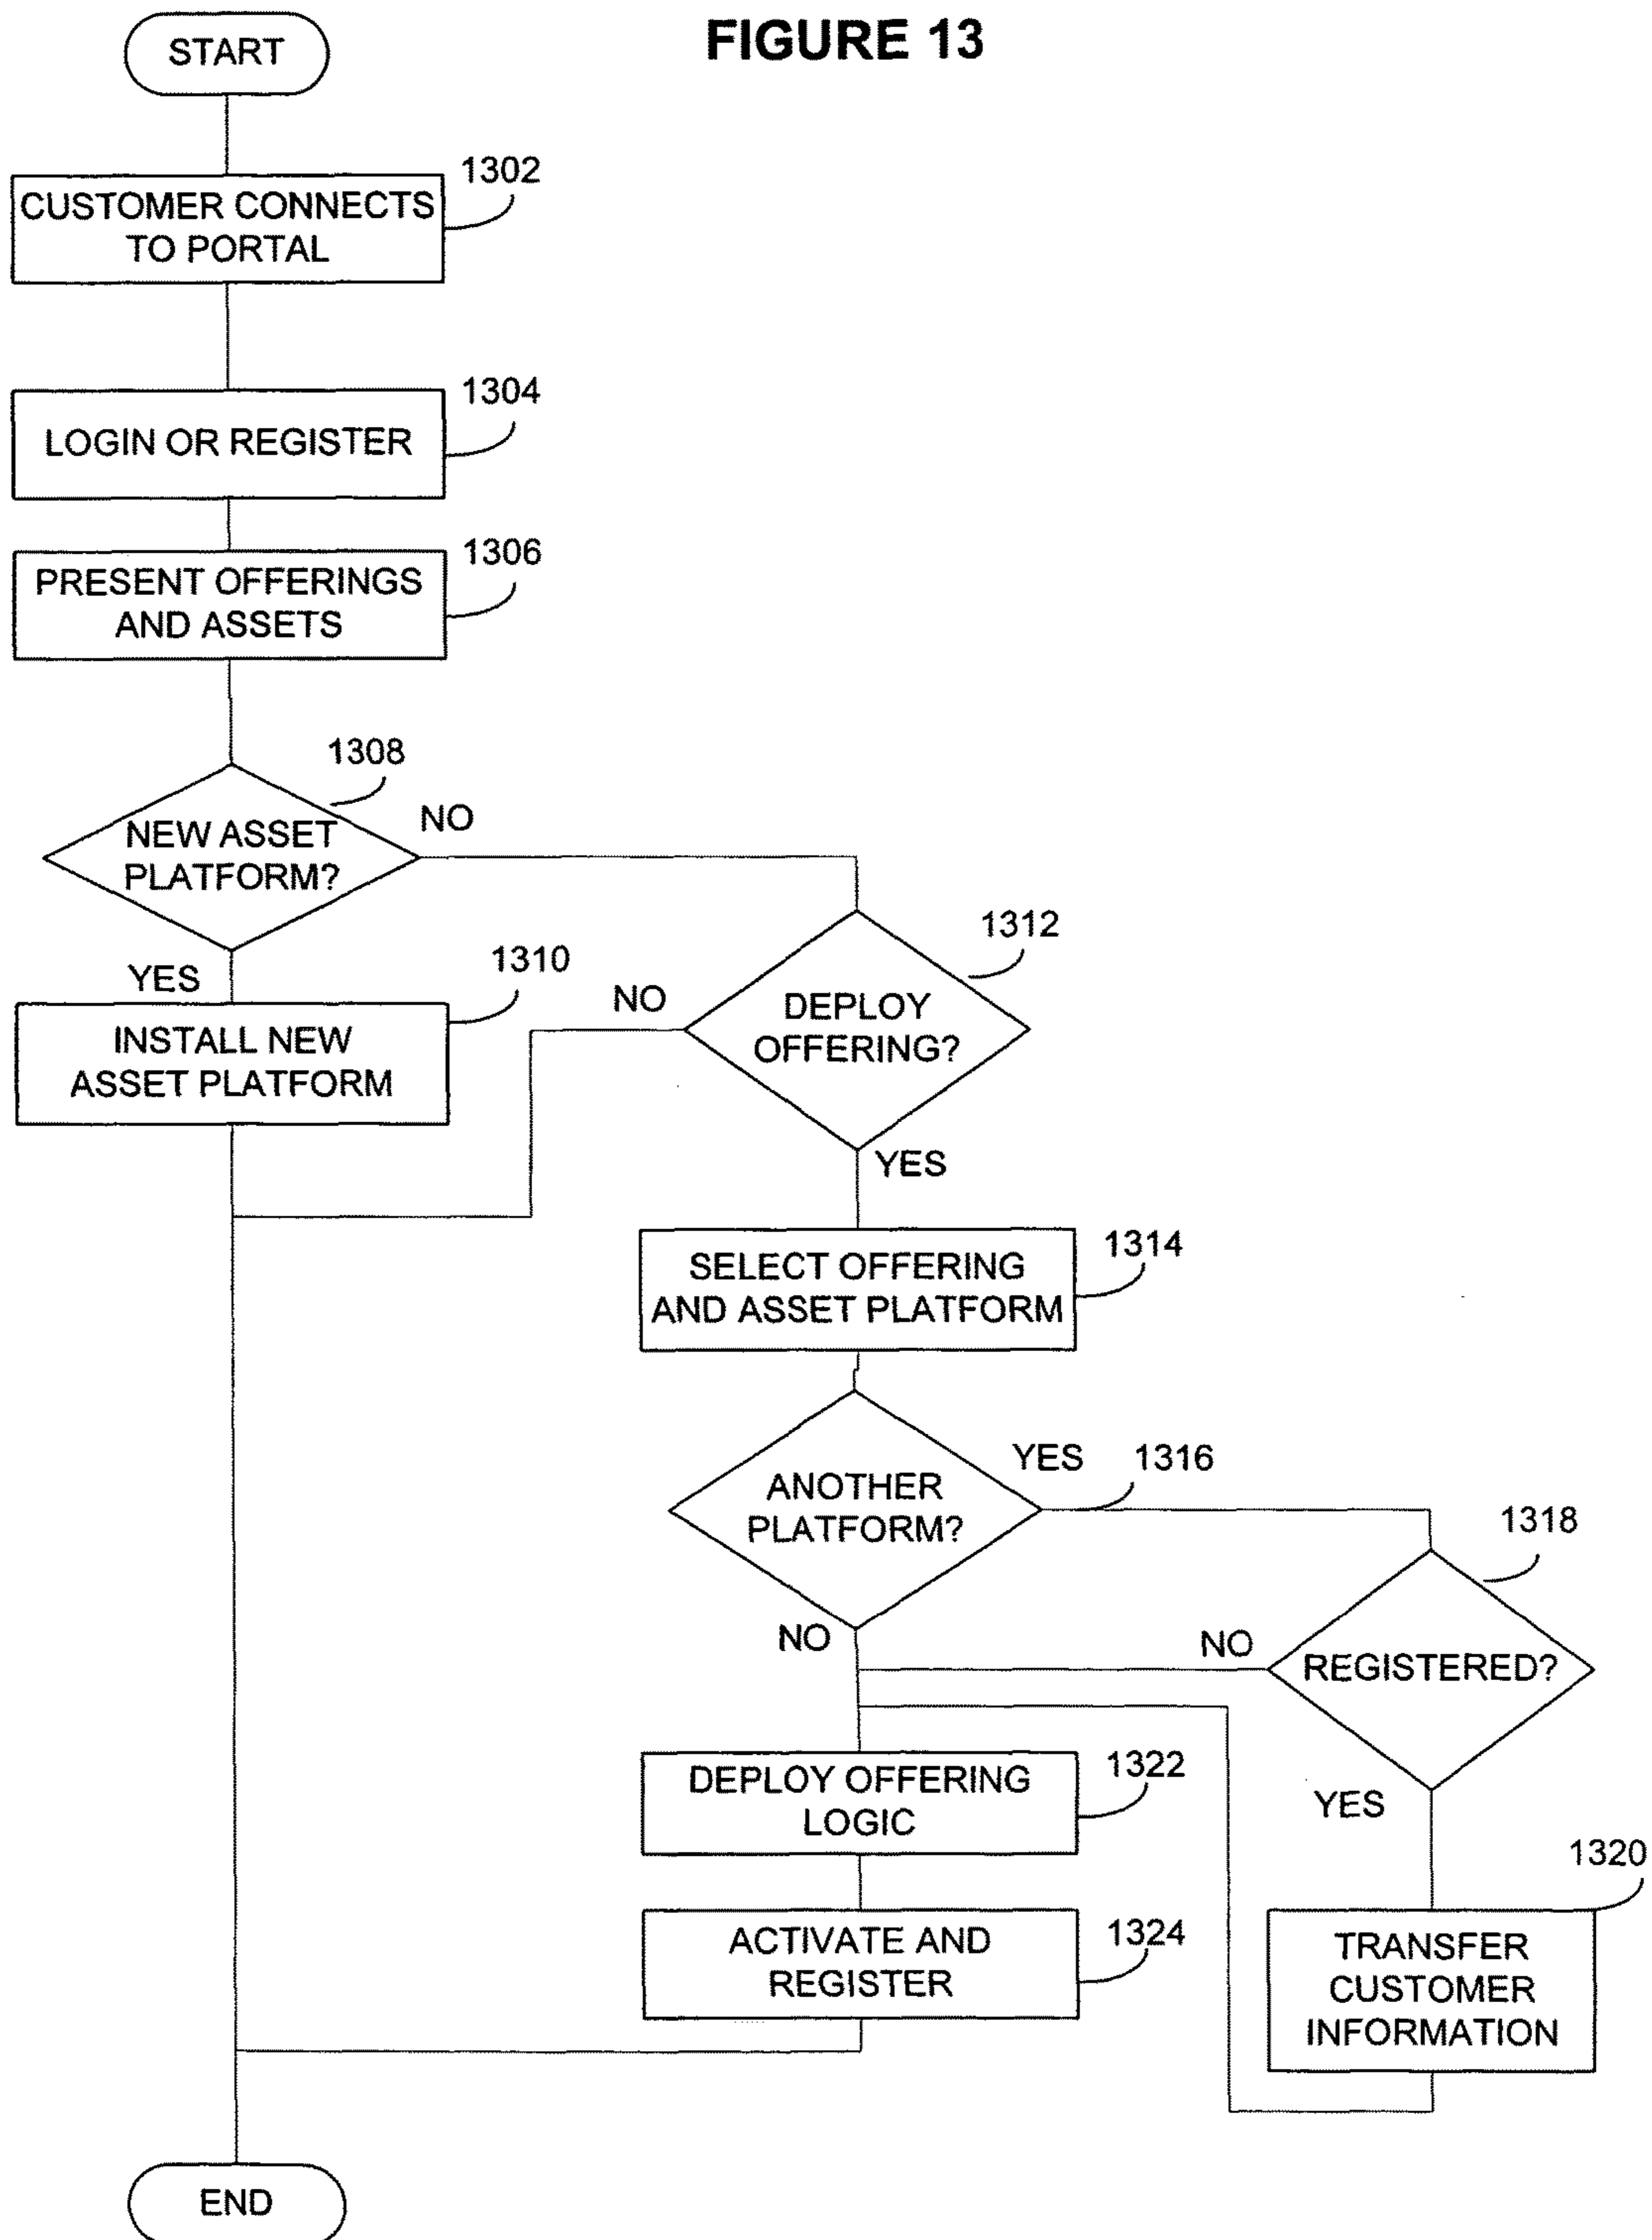 FIGURE 13
START
1302
CUSTOMER CONNECTS
TO PORTAL
1304
LOGIN OR REGISTER
1306
PRESENT OFFERINGS
AND ASSETS
1308
NEW ASSET
PLATFORM?
NO
YES
1310
INSTALL NEW
ASSET PLATFORM
1312
DEPLOY
OFFERING?
NO
YES
1314
SELECT OFFERING
AND ASSET PLATFORM
ANOTHER
PLATFORM?
YES
1316
NO
1318
REGISTERED?
NO
YES
1320
TRANSFER
CUSTOMER
INFORMATION
1322
DEPLOY OFFERING
LOGIC
1324
ACTIVATE AND
REGISTER
END